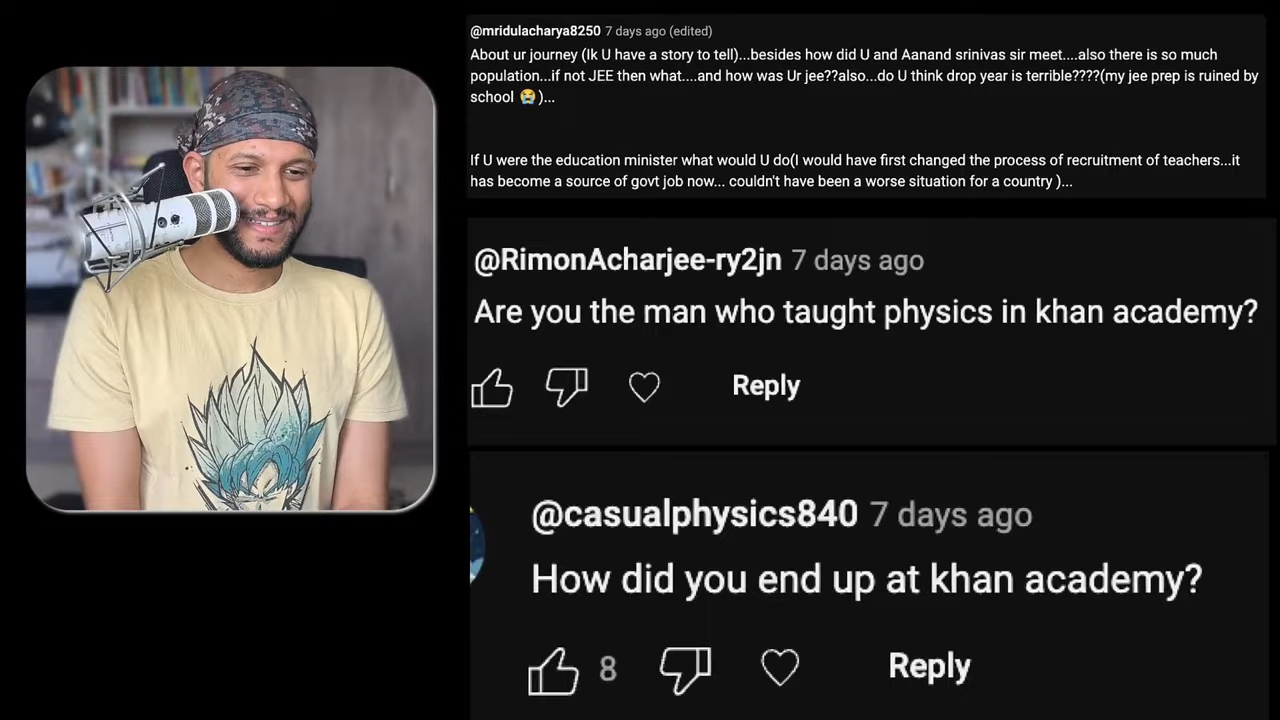 @mridulacharya8250 7 days ago (edited)
About ur journey (Ik U have a story to tell)...besides how did U and Aanand srinivas sir meet....also there is so much
population...if not JEE then what....and how was Ur jee??also...do U think drop year is terrible????(my jee prep is ruined by
school 😭)...
If U were the education minister what would U do(I would have first changed the process of recruitment of teachers...it
has become a source of govt job now... couldn't have been a worse situation for a country )...
@RimonAcharjee-ry2jn 7 days ago
Are you the man who taught physics in khan academy?
Reply
@casualphysics840 7 days ago
How did you end up at khan academy?
8 Reply